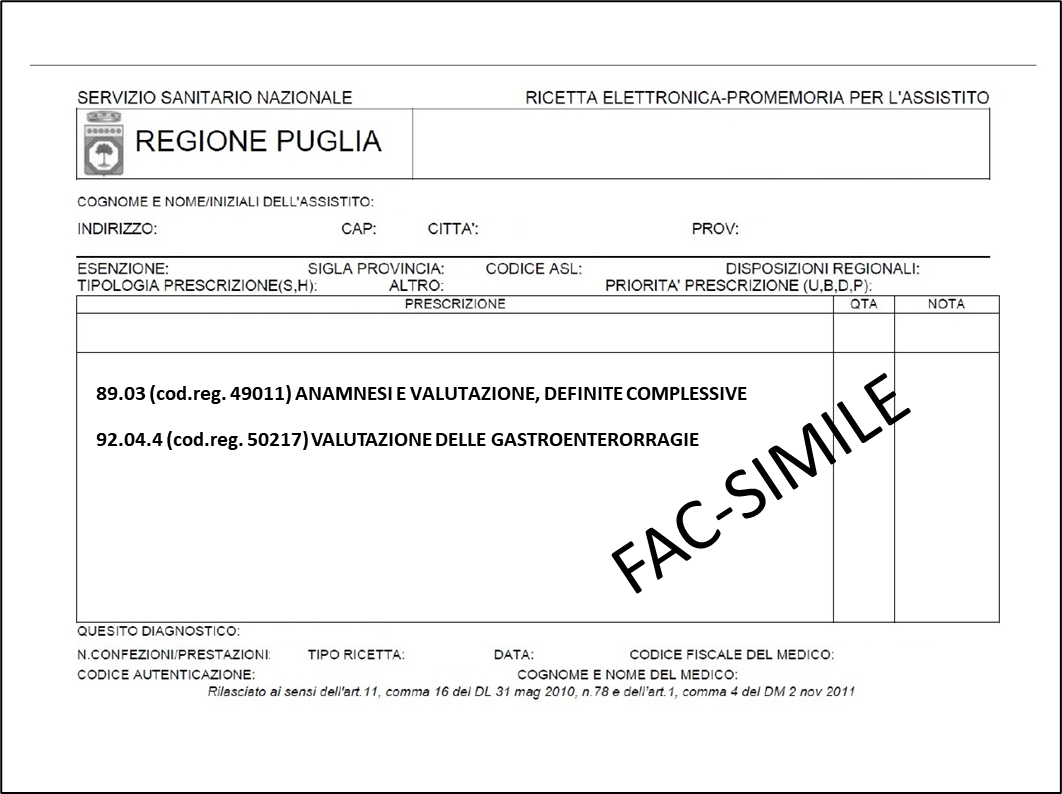 SERVIZIO SANITARIO NAZIONALE RICETTA ELETTRONICA-PROMEMORIA PER L'ASSISTITO
REGIONE PUGLIA
COGNOME E NOME/INIZIALI DELL'ASSISTITO:
INDIRIZZO: CAP: CITTA': PROV:
ESENZIONE: SIGLA PROVINCIA: CODICE ASL: DISPOSIZIONI REGIONALI:
TIPOLOGIA PRESCRIZIONE(S,H): ALTRO: PRIORITA' PRESCRIZIONE (U,B,D,P):
PRESCRIZIONE QTA NOTA
89.03 (cod.reg. 49011) ANAMNESI E VALUTAZIONE, DEFINITE COMPLESSIVE
92.04.4 (cod.reg. 50217) VALUTAZIONE DELLE GASTROENTERORRAGIE
FAC-SIMILE
QUESITO DIAGNOSTICO:
N.CONFEZIONI/PRESTAZIONI: TIPO RICETTA: DATA: CODICE FISCALE DEL MEDICO:
CODICE AUTENTICAZIONE: COGNOME E NOME DEL MEDICO:
Rilasciato ai sensi dell'art.11, comma 16 del DL 31 mag 2010, n.78 e dell'art.1, comma 4 del DM 2 nov 2011